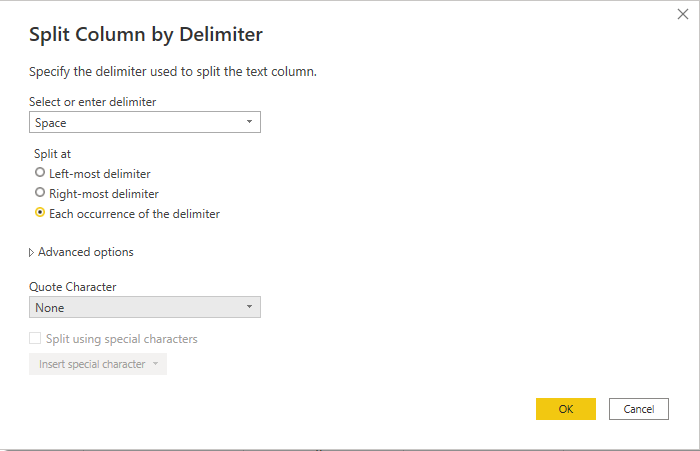 Split Column by Delimiter
Specify the delimiter used to split the text column.
Select or enter delimiter
Space
Split at
Left-most delimiter
Right-most delimiter
Each occurrence of the delimiter
Advanced options
Quote Character
None
Split using special characters
Insert special character
OK
Cancel